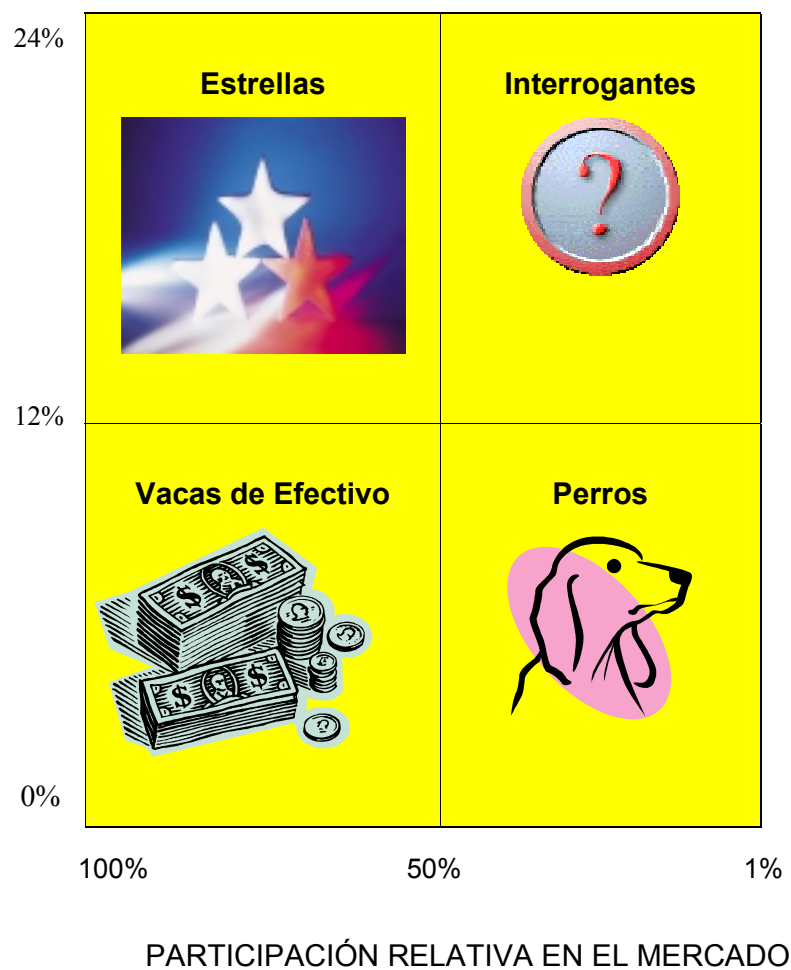 24%
Estrellas
Interrogantes
?
12%
Vacas de Efectivo
Perros
$
$
$
$
0%
100%
50%
1%
PARTICIPACIÓN RELATIVA EN EL MERCADO